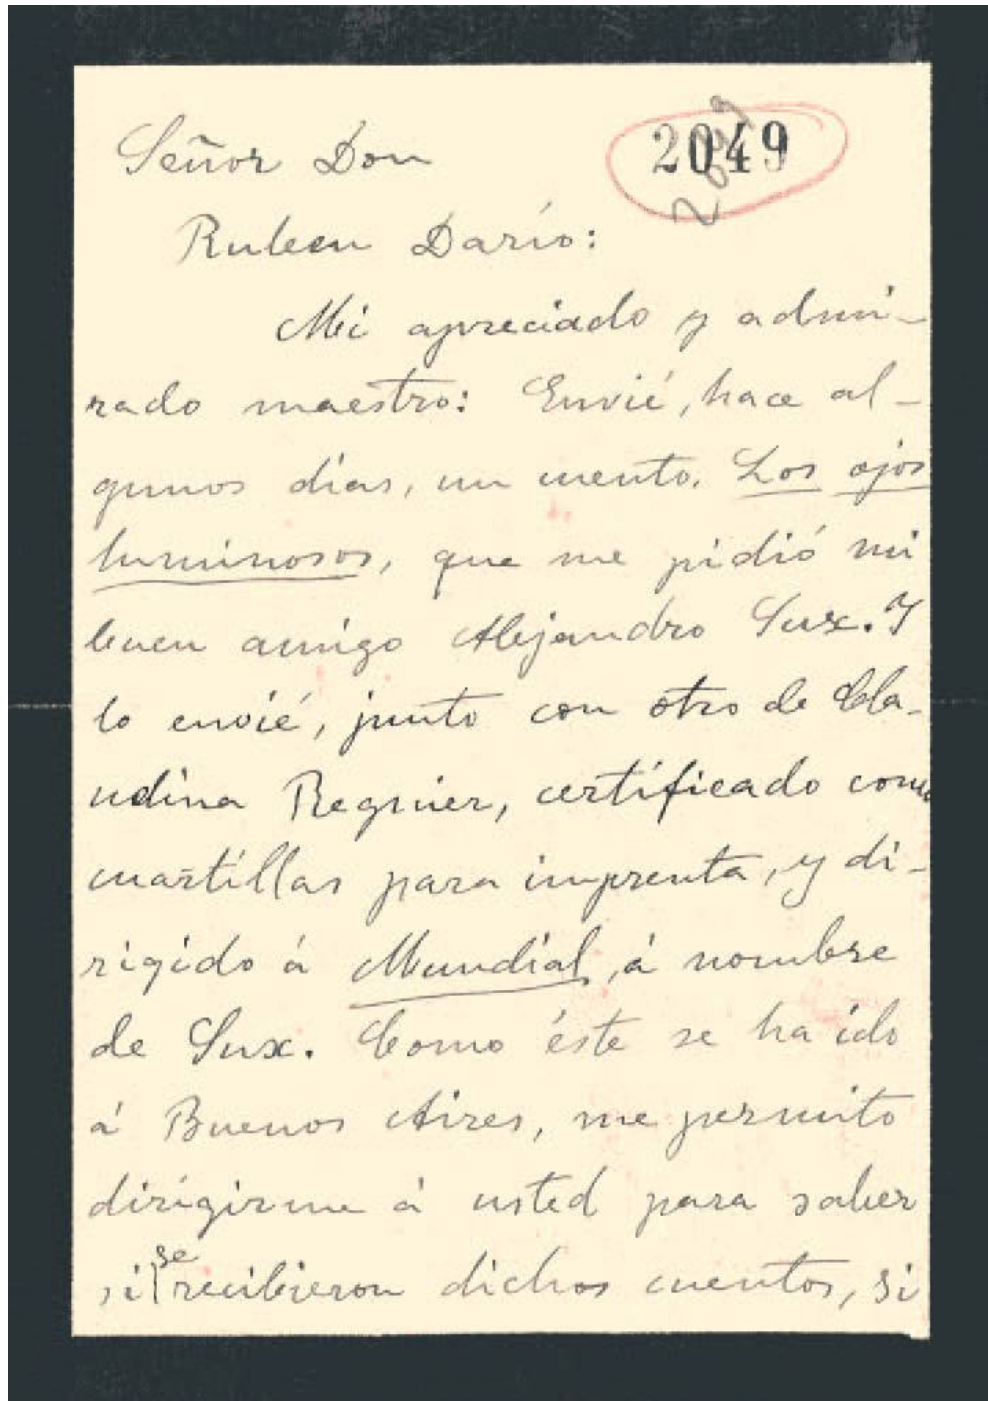 Señor Don
2049
2049
Ruben Darío:
Mi apreciado y admi-
rado maestro: Envié, hace al-
gunos días, un cuento. Los ojos
luminosos, que me pidió mi
buen amigo Alejandro Sux. Y
lo envié, junto con otro de Cla-
udina Regnier, certificado como
cuartillas para imprenta, y di-
rigido á Mundial, á nombre
de Sux. Como éste se ha ido
á Buenos Aires, me permito
dirigirme á usted para saber
si se recibieron dichos cuentos, si